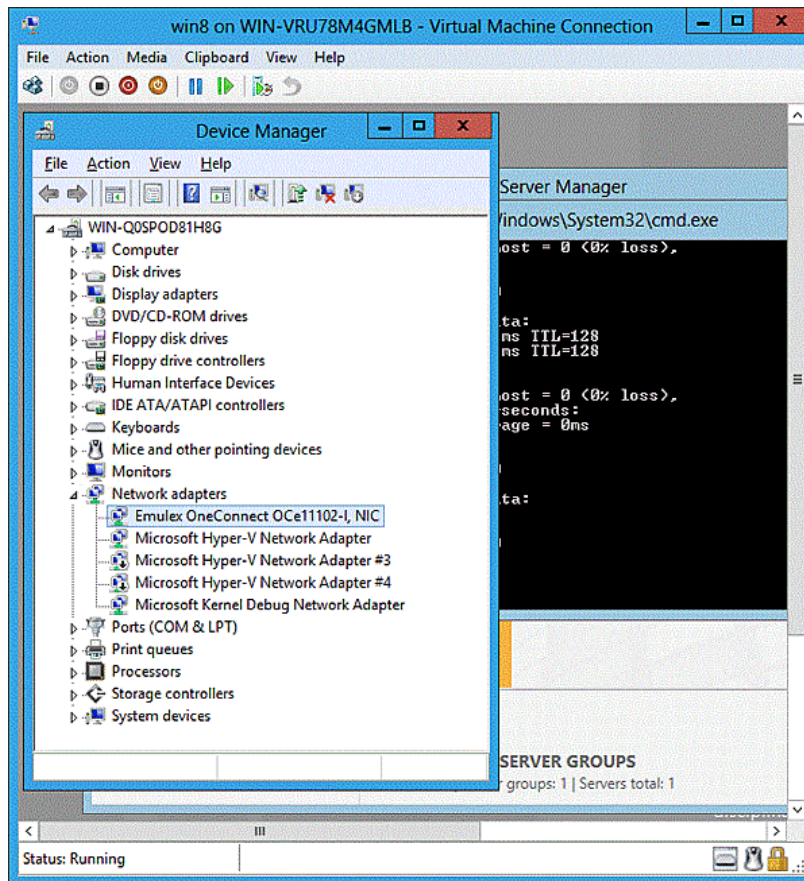 win8 on WIN-VRU78M4GMLB - Virtual Machine Connection
File Action Media Clipboard View Help
Device Manager
File Action View Help
WIN-Q0SPOD81H8G
Computer
Disk drives
Display adapters
DVD/CD-ROM drives
Floppy disk drives
Floppy drive controllers
Human Interface Devices
IDE ATA/ATAPI controllers
Keyboards
Mice and other pointing devices
Monitors
Network adapters
Emulex OneConnect OCe11102-I, NIC
Microsoft Hyper-V Network Adapter
Microsoft Hyper-V Network Adapter #3
Microsoft Hyper-V Network Adapter #4
Microsoft Kernel Debug Network Adapter
Ports (COM & LPT)
Print queues
Processors
Storage controllers
System devices
Server Manager
Windows\System32\cmd.exe
ost = 0 (0% loss),
ta:
ms TTL=128
ms TTL=128
ost = 0 (0% loss),
seconds:
rage = 0ms
ta:
SERVER GROUPS
groups: 1 | Servers total: 1
Status: Running